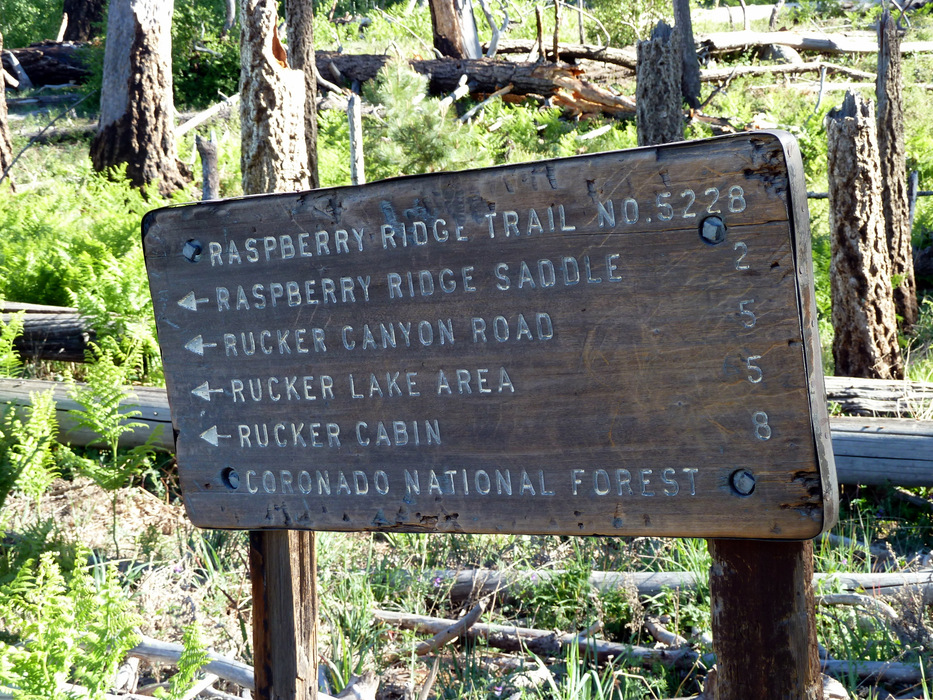 RASPBERRY RIDGE TRAIL NO.5228
← RASPBERRY RIDGE SADDLE 2
← RUCKER CANYON ROAD 5
← RUCKER LAKE AREA 5
← RUCKER CABIN 8
CORONADO NATIONAL FOREST